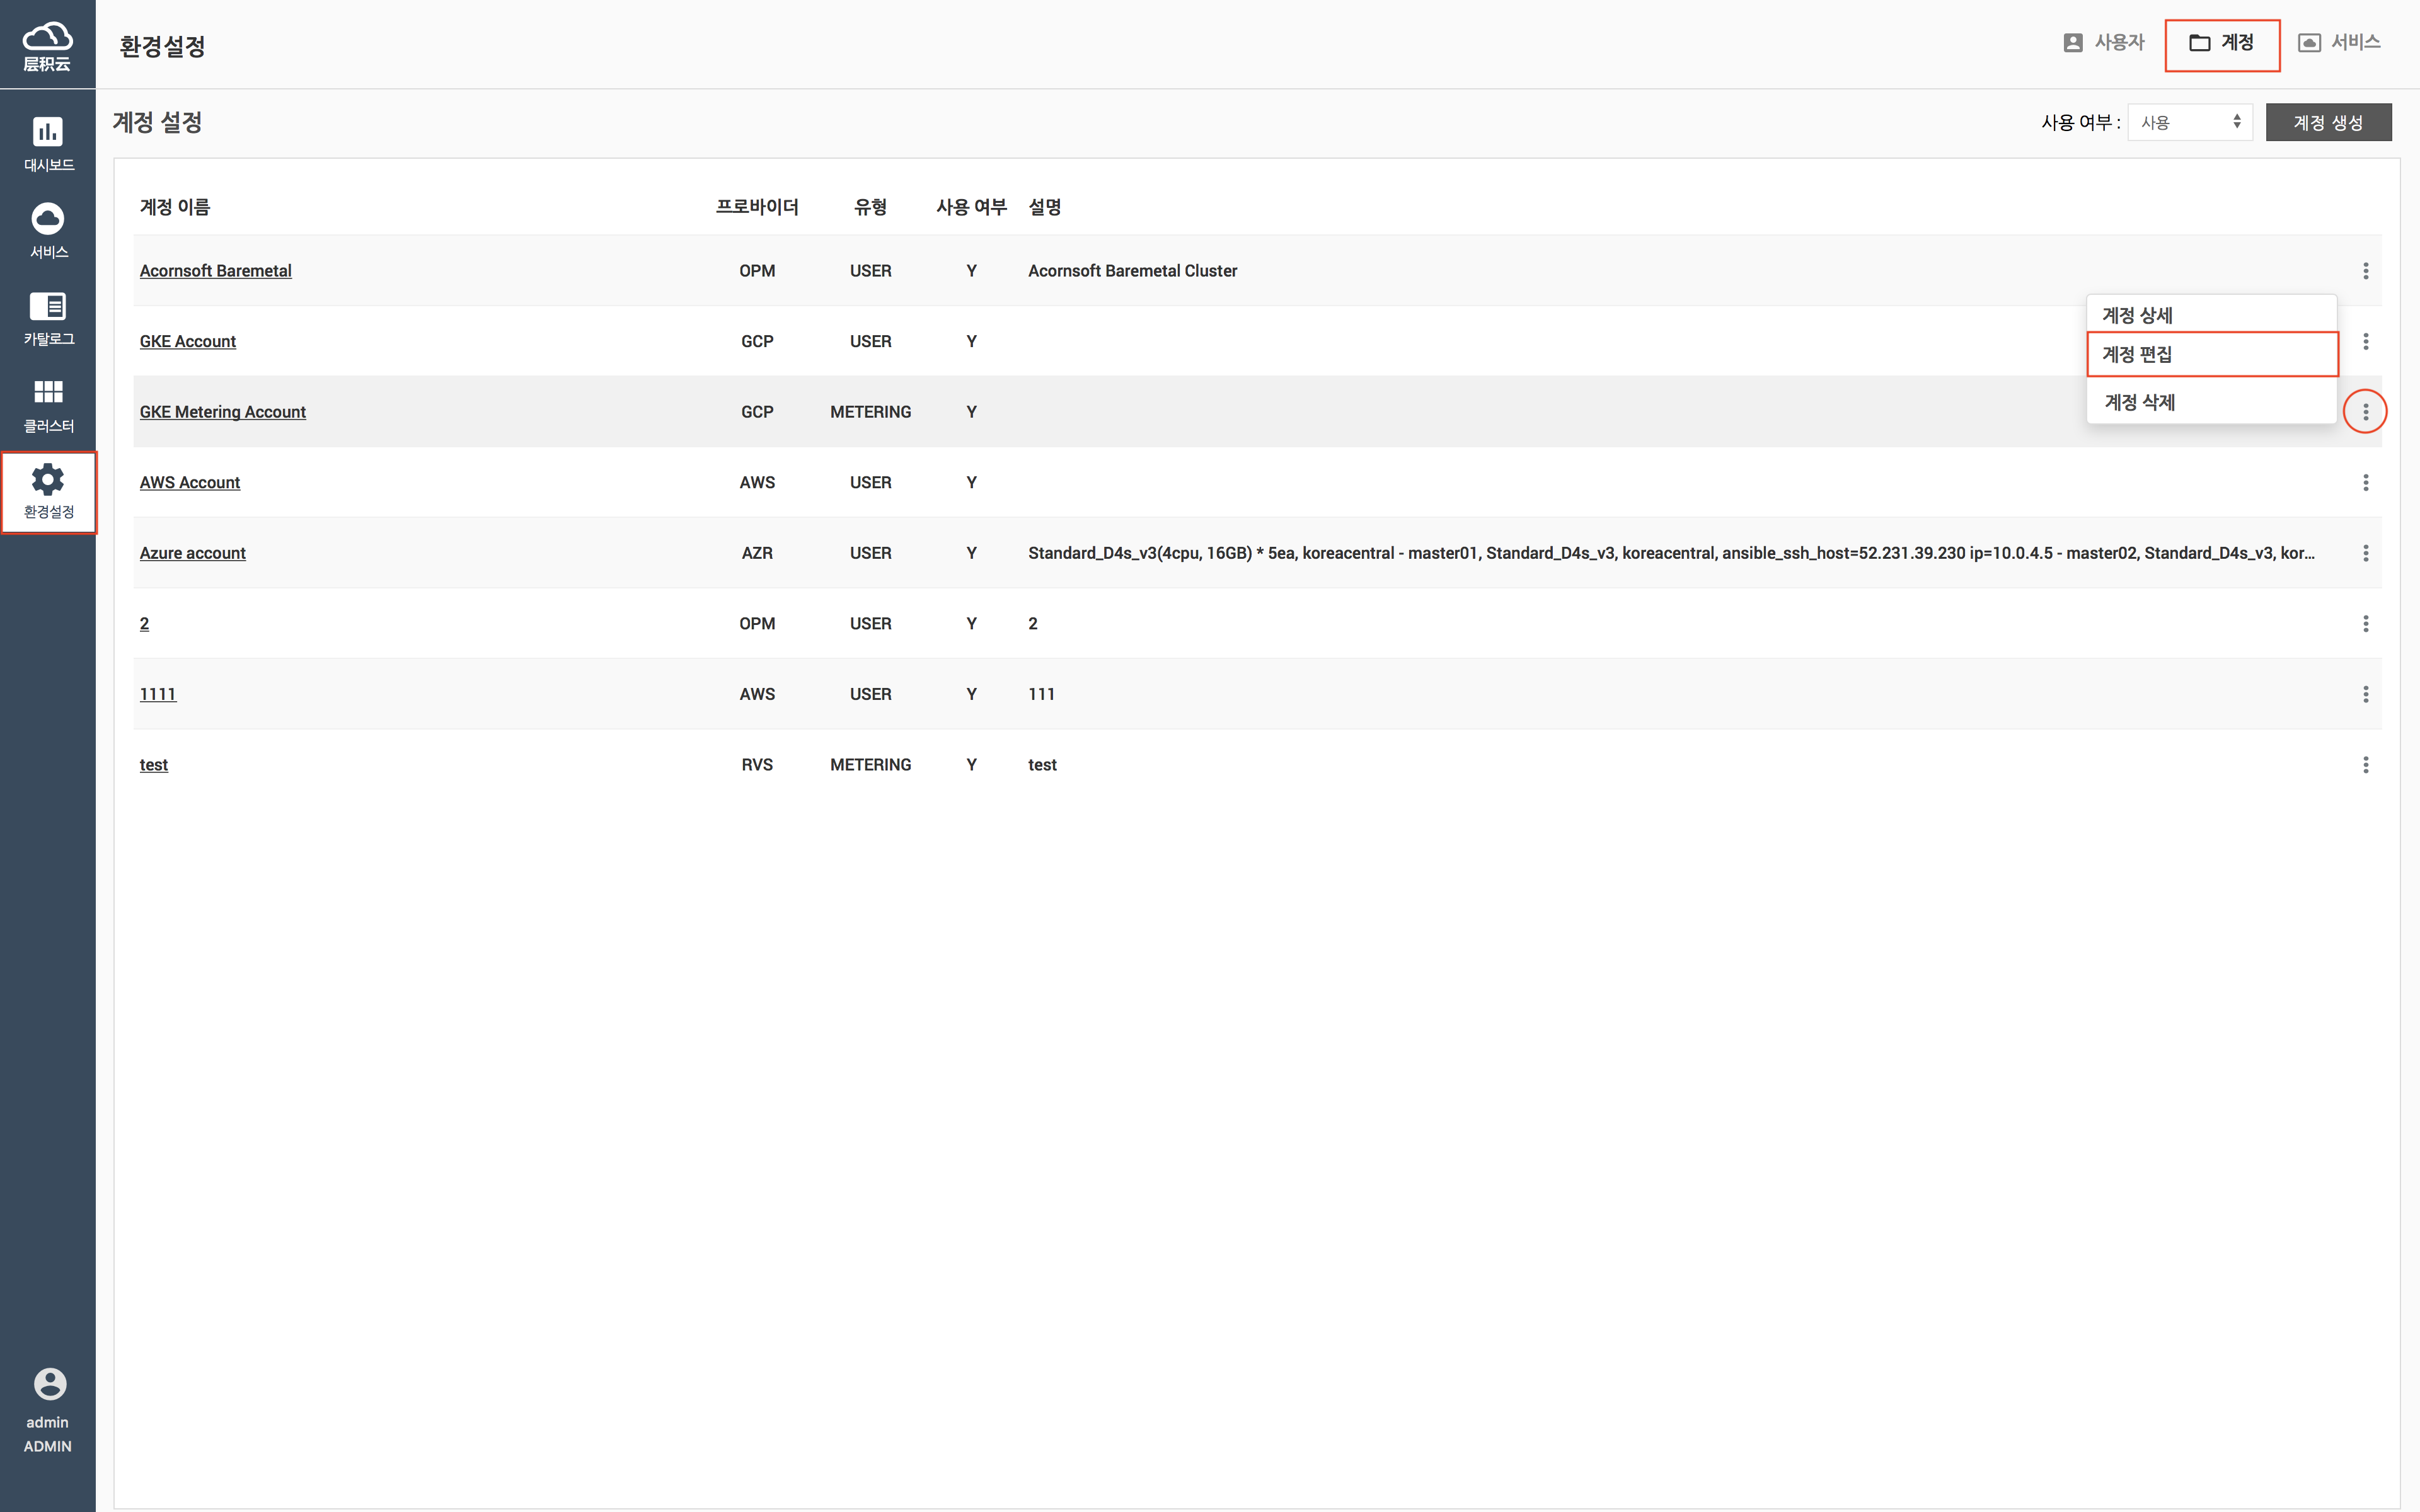 层积云
환경설정
사용자
계정
서비스
대시보드
서비스
카탈로그
클러스터
환경설정
admin
ADMIN
계정 설정
사용 여부 :
사용
계정 생성
계정 이름 프로바이더 유형 사용 여부 설명
Acornsoft Baremetal OPM USER Y Acornsoft Baremetal Cluster
GKE Account GCP USER Y
GKE Metering Account GCP METERING Y
AWS Account AWS USER Y
Azure account AZR USER Y Standard_D4s_v3(4cpu, 16GB) * 5ea, koreacentral - master01, Standard_D4s_v3, koreacentral, ansible_ssh_host=52.231.39.230 ip=10.0.4.5 - master02, Standard_D4s_v3, kor...
2 OPM USER Y 2
1111 AWS USER Y 111
test RVS METERING Y test
계정 상세
계정 편집
계정 삭제